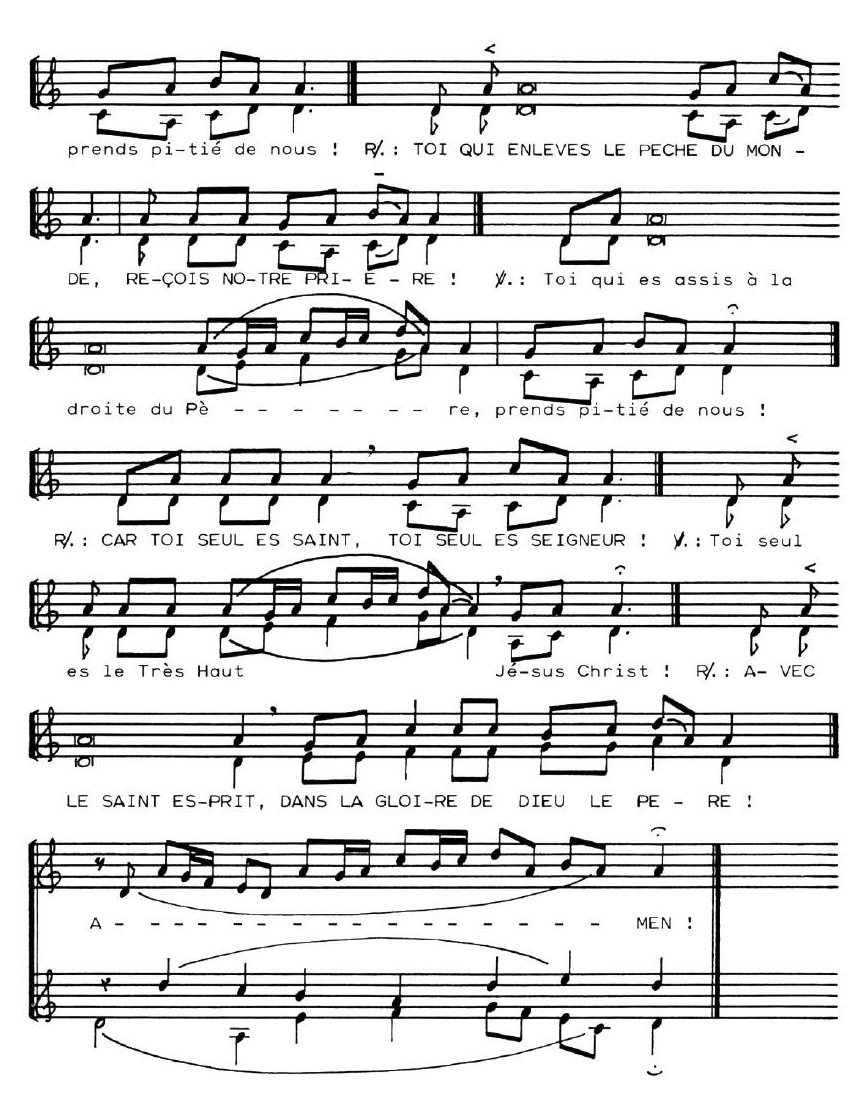 prends pi-tié de nous ! R/.: TOI QUI ENLEVES LE PECHE DU MON -
DE, RE-ÇOIS NO-TRE PRI- E - RE ! V/.: Toi qui es assis à la
droite du Pè - - - - - - - re, prends pi-tié de nous !
R/.: CAR TOI SEUL ES SAINT, TOI SEUL ES SEIGNEUR ! V/.: Toi seul
es le Très Haut Jé-sus Christ ! R/.: A- VEC
LE SAINT ES-PRIT, DANS LA GLOI-RE DE DIEU LE PE - RE !
A - - - - - - - - - - - - - MEN !